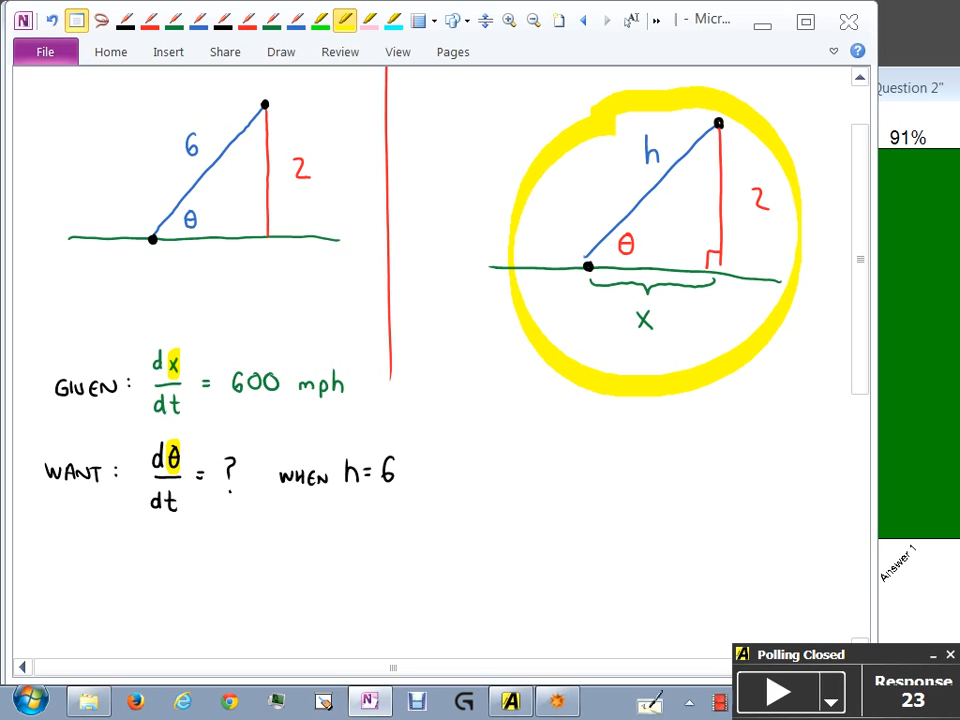 - Micr...
File Home Insert Share Draw Review View Pages
Question 2"
91%
6
2
θ
h
2
θ
x
GIVEN: dx/dt = 600 mph
WANT: dθ/dt = ? WHEN h=6
Answer 1
Polling Closed
Response
23